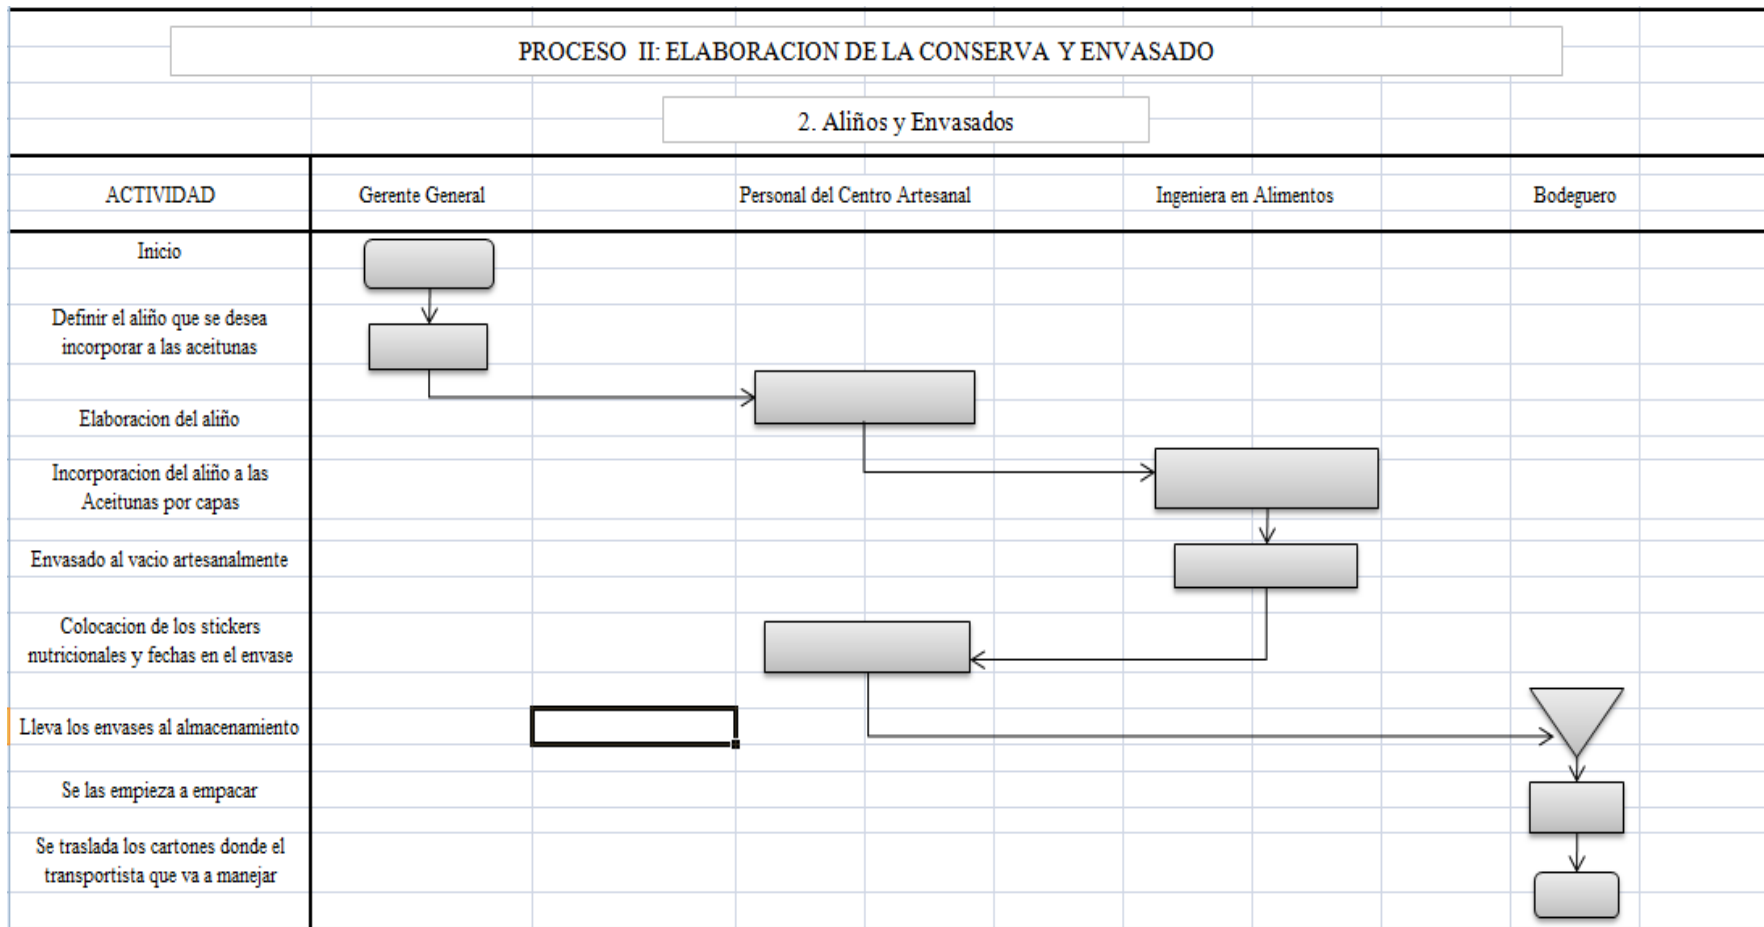 PROCESO II: ELABORACION DE LA CONSERVA Y ENVASADO
2. Aliños y Envasados
ACTIVIDAD
Gerente General
Personal del Centro Artesanal
Ingeniera en Alimentos
Bodeguero
Inicio
Definir el aliño que se desea
incorporar a las aceitunas
Elaboracion del aliño
Incorporacion del aliño a las
Aceitunas por capas
Envasado al vacio artesanalmente
Colocacion de los stickers
nutricionales y fechas en el envase
Lleva los envases al almacenamiento
Se las empieza a empacar
Se traslada los cartones donde el
transportista que va a manejar